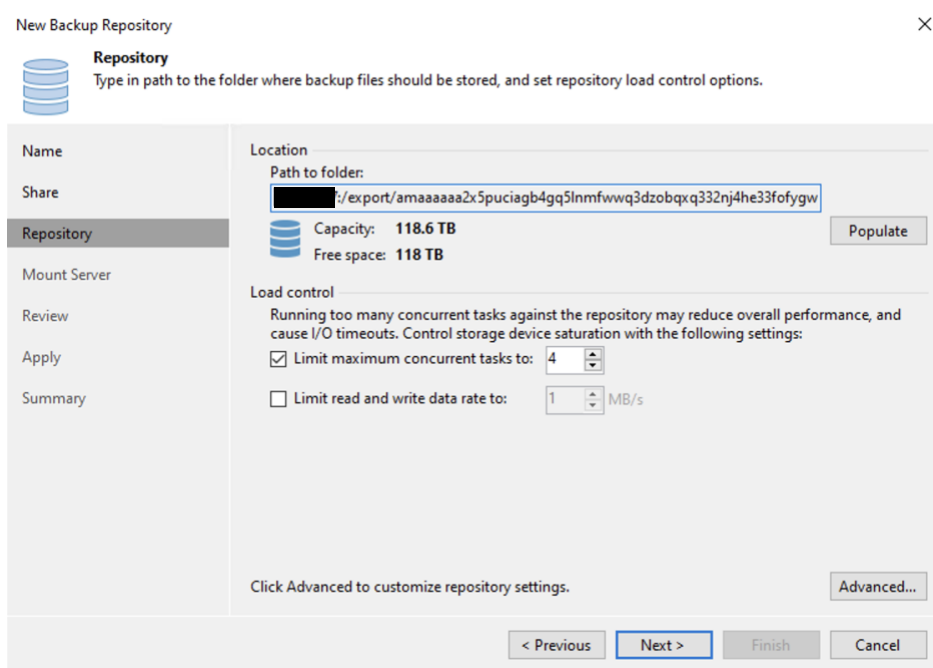 New Backup Repository
Repository
Type in path to the folder where backup files should be stored, and set repository load control options.
Name
Share
Repository
Mount Server
Review
Apply
Summary
Location
Path to folder:
:/export/amaaaaaa2x5puciagb4gq5lnmfwwq3dzobqxq332nj4he33fofygw
Capacity: 118.6 TB
Free space: 118 TB
Populate
Load control
Running too many concurrent tasks against the repository may reduce overall performance, and
cause I/O timeouts. Control storage device saturation with the following settings:
Limit maximum concurrent tasks to: 4
Limit read and write data rate to: 1 MB/s
Click Advanced to customize repository settings.
Advanced...
< Previous
Next >
Finish
Cancel